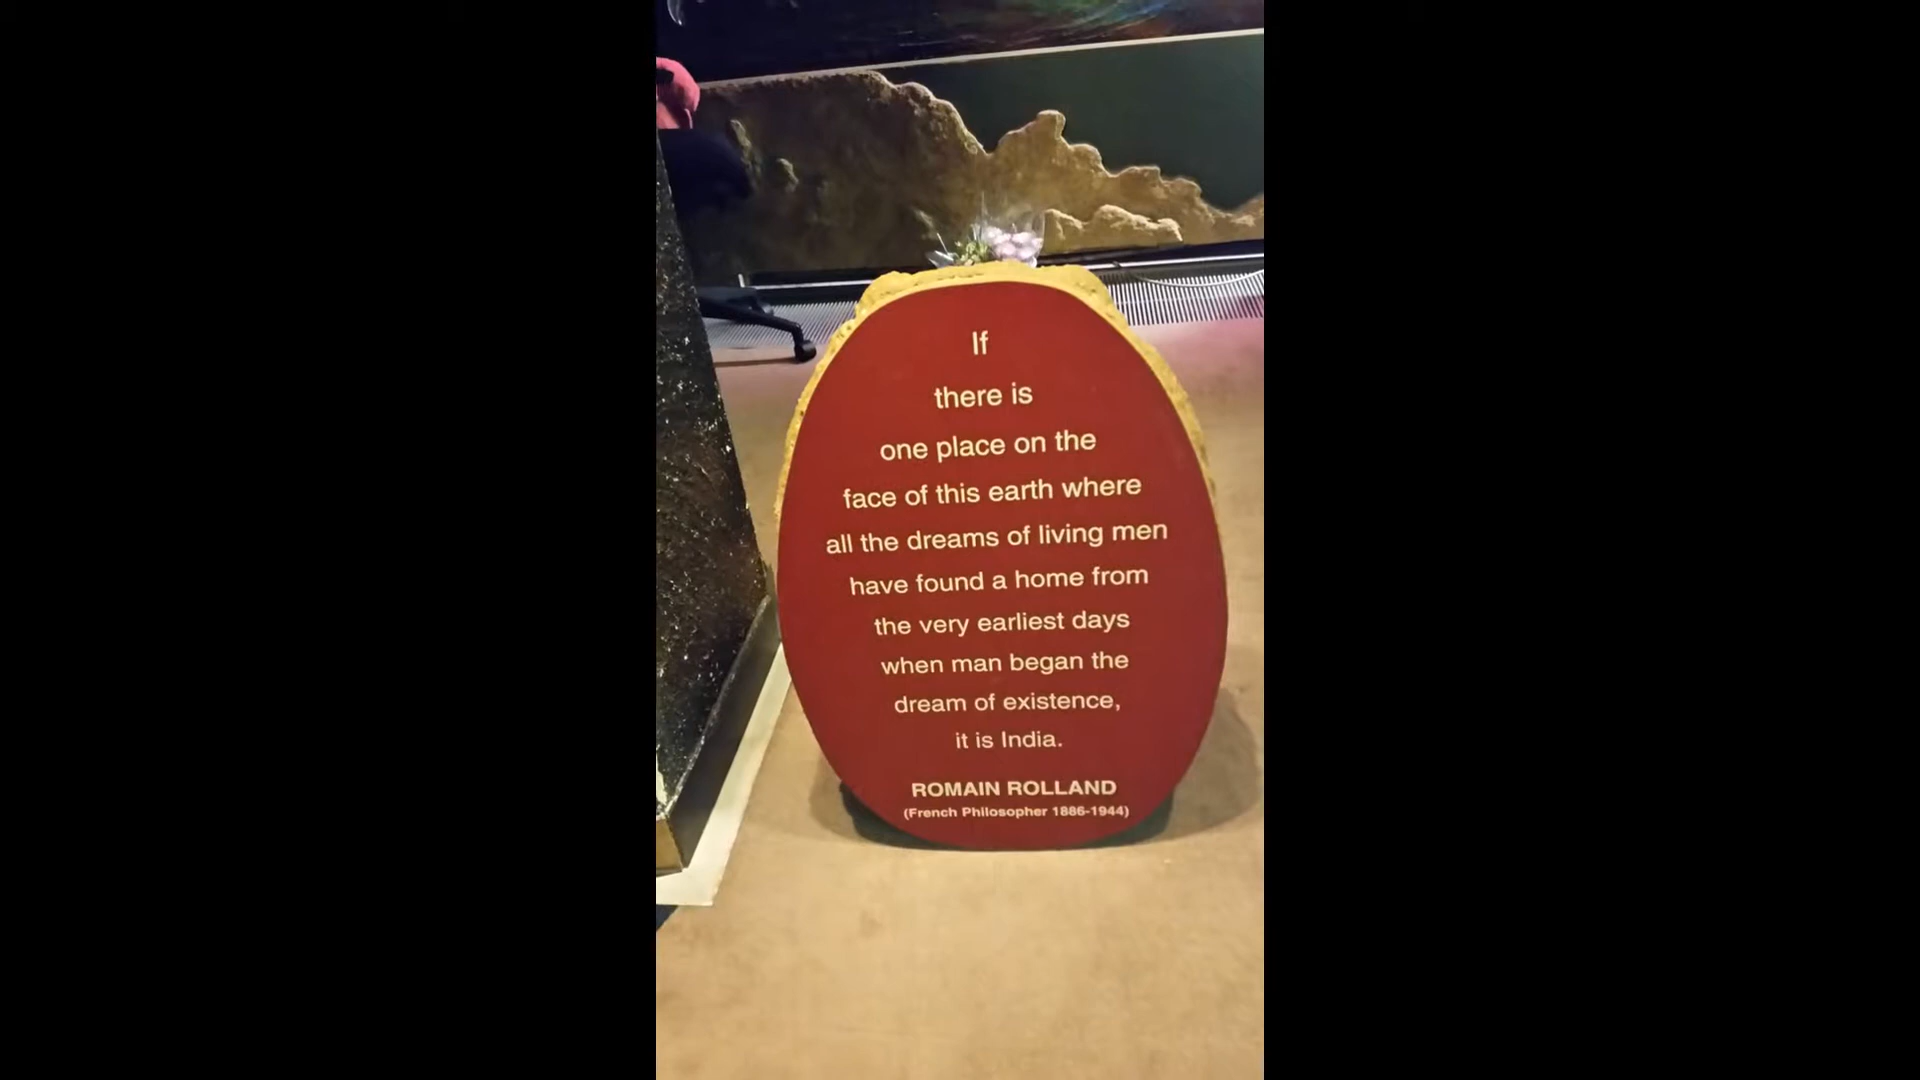 If
there is
one place on the
face of this earth where
all the dreams of living men
have found a home from
the very earliest days
when man began the
dream of existence,
it is India.
ROMAIN ROLLAND
(French Philosopher 1886-1944)